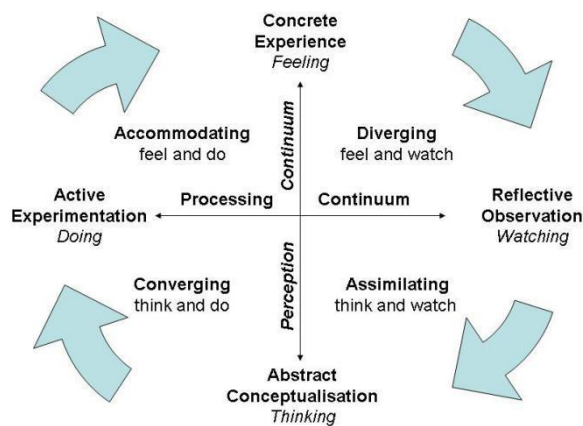 Concrete
Experience
Feeling
Accommodating
feel and do
Continuum
Diverging
feel and watch
Active
Experimentation
Doing
Processing
Continuum
Reflective
Observation
Watching
Converging
think and do
Perception
Assimilating
think and watch
Abstract
Conceptualisation
Thinking